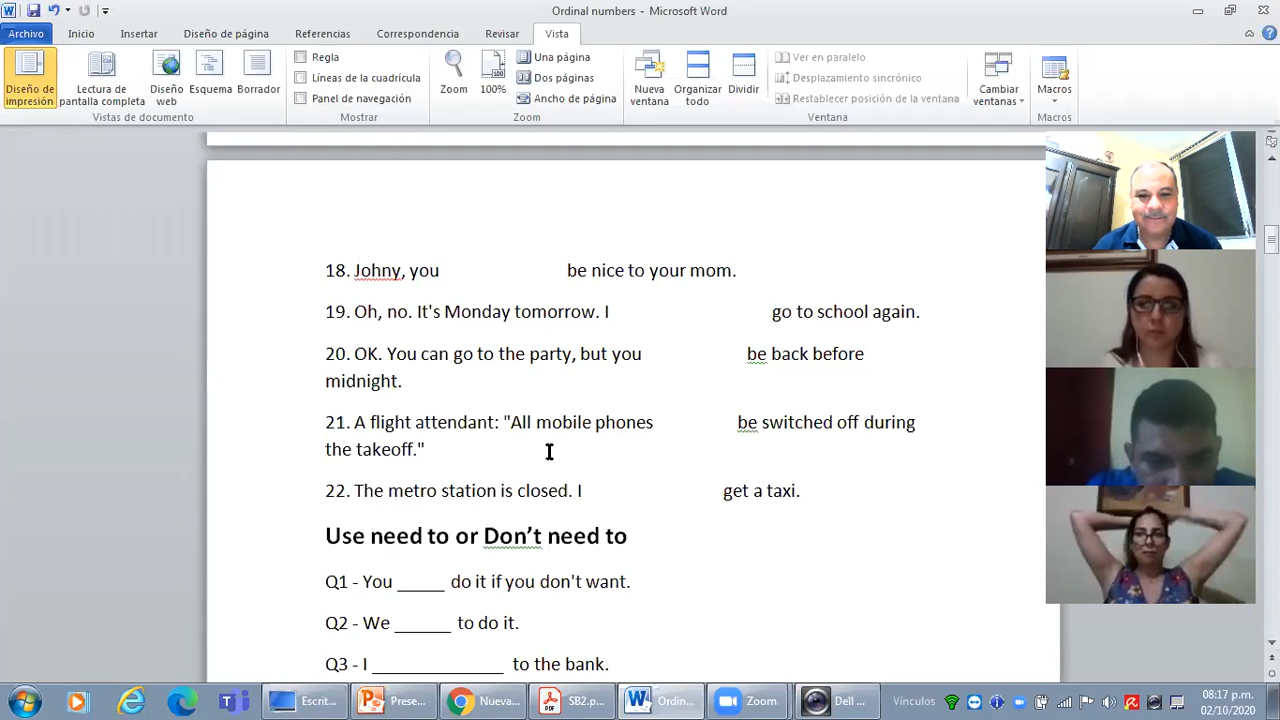 Ordinal numbers - Microsoft Word
Archivo Inicio Insertar Diseño de página Referencias Correspondencia Revisar Vista
Diseño de impresión
Lectura de pantalla completa
Diseño web
Esquema
Borrador
Vistas de documento
Regla
Líneas de la cuadrícula
Panel de navegación
Mostrar
Zoom
100%
Una página
Dos páginas
Ancho de página
Zoom
Nueva ventana
Organizar todo
Dividir
Ver en paralelo
Desplazamiento sincrónico
Restablecer posición de la ventana
Ventana
Cambiar ventanas
Macros
Macros
18. Johny, you be nice to your mom.
19. Oh, no. It's Monday tomorrow. I go to school again.
20. OK. You can go to the party, but you be back before
midnight.
21. A flight attendant: "All mobile phones be switched off during
the takeoff."
22. The metro station is closed. I get a taxi.
Use need to or Don’t need to
Q1 - You _____ do it if you don't want.
Q2 - We ______ to do it.
Q3 - I ______________ to the bank.
Escrit... Prese... Nueva... SB2.p... Ordin... Zoom Dell ... Vínculos
08:17 p.m.
02/10/2020